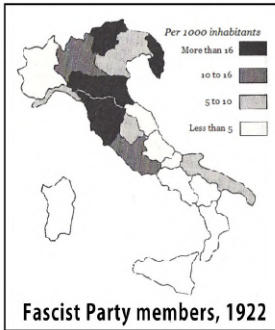 Per 1000 inhabitants
More than 16
10 to 16
5 to 10
Less than 5
Fascist Party members, 1922